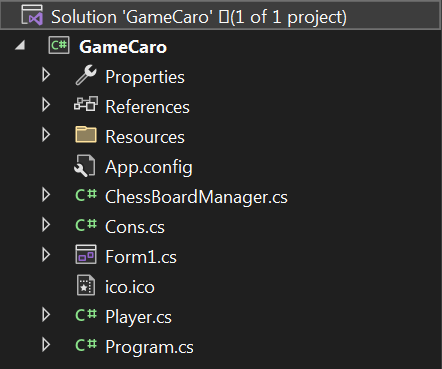 Solution 'GameCaro' ▯(1 of 1 project)
C# GameCaro
Properties
References
Resources
App.config
C# ChessBoardManager.cs
C# Cons.cs
Form1.cs
ico.ico
C# Player.cs
C# Program.cs